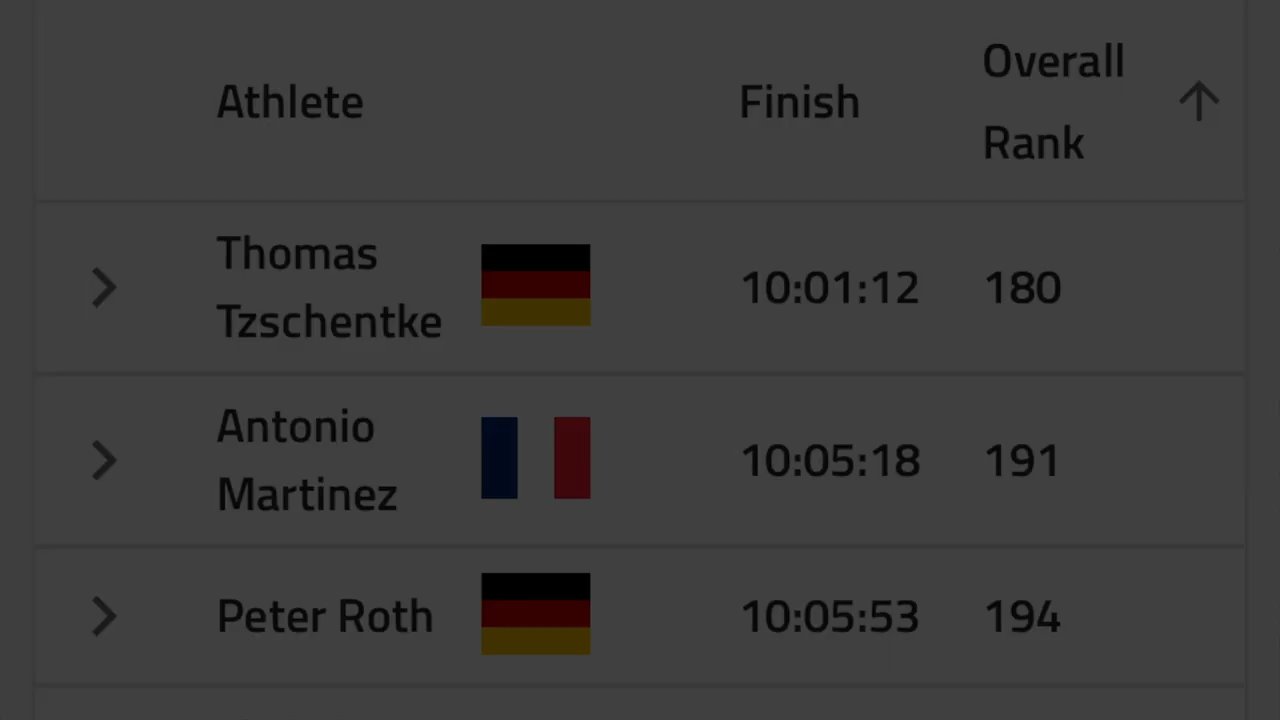 Athlete
Finish
Overall
Rank
Thomas
Tzschentke
10:01:12
180
Antonio
Martinez
10:05:18
191
Peter Roth
10:05:53
194